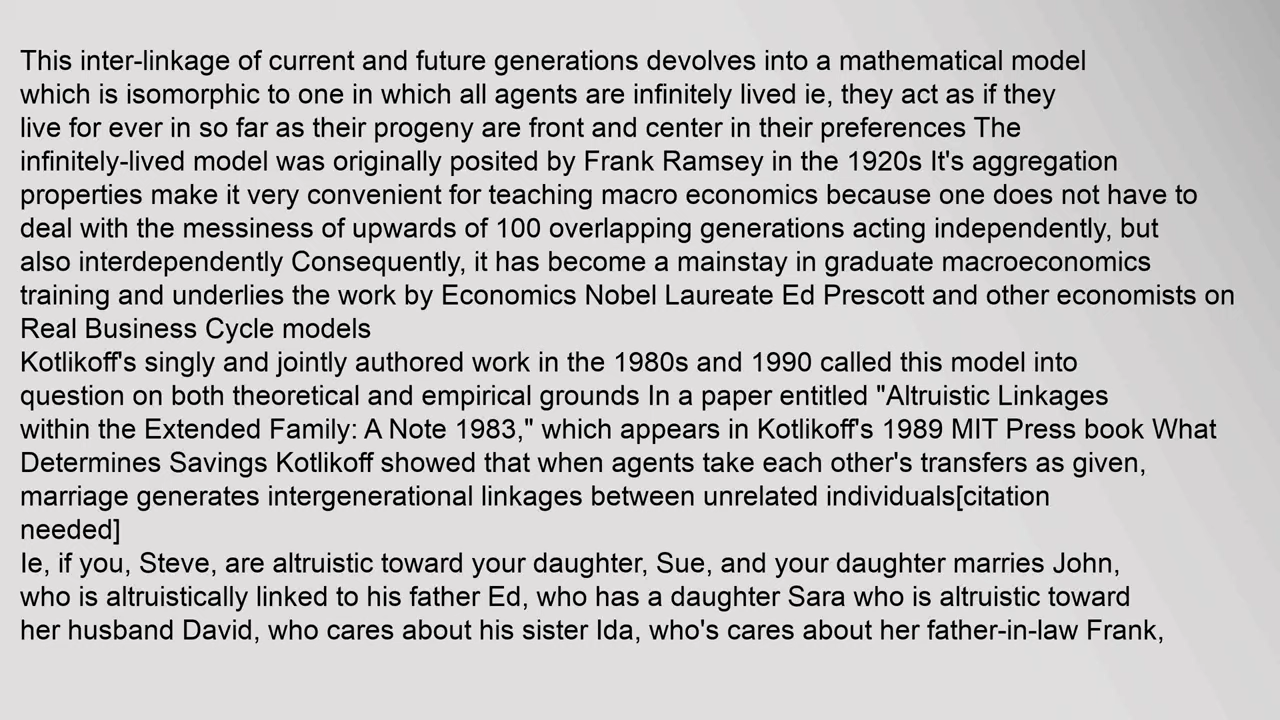 This inter-linkage of current and future generations devolves into a mathematical model
which is isomorphic to one in which all agents are infinitely lived ie, they act as if they
live for ever in so far as their progeny are front and center in their preferences The
infinitely-lived model was originally posited by Frank Ramsey in the 1920s It's aggregation
properties make it very convenient for teaching macro economics because one does not have to
deal with the messiness of upwards of 100 overlapping generations acting independently, but
also interdependently Consequently, it has become a mainstay in graduate macroeconomics
training and underlies the work by Economics Nobel Laureate Ed Prescott and other economists on
Real Business Cycle models
Kotlikoff's singly and jointly authored work in the 1980s and 1990 called this model into
question on both theoretical and empirical grounds In a paper entitled "Altruistic Linkages
within the Extended Family: A Note 1983," which appears in Kotlikoff's 1989 MIT Press book What
Determines Savings Kotlikoff showed that when agents take each other's transfers as given,
marriage generates intergenerational linkages between unrelated individuals[citation
needed]
Ie, if you, Steve, are altruistic toward your daughter, Sue, and your daughter marries John,
who is altruistically linked to his father Ed, who has a daughter Sara who is altruistic toward
her husband David, who cares about his sister Ida, who's cares about her father-in-law Frank,